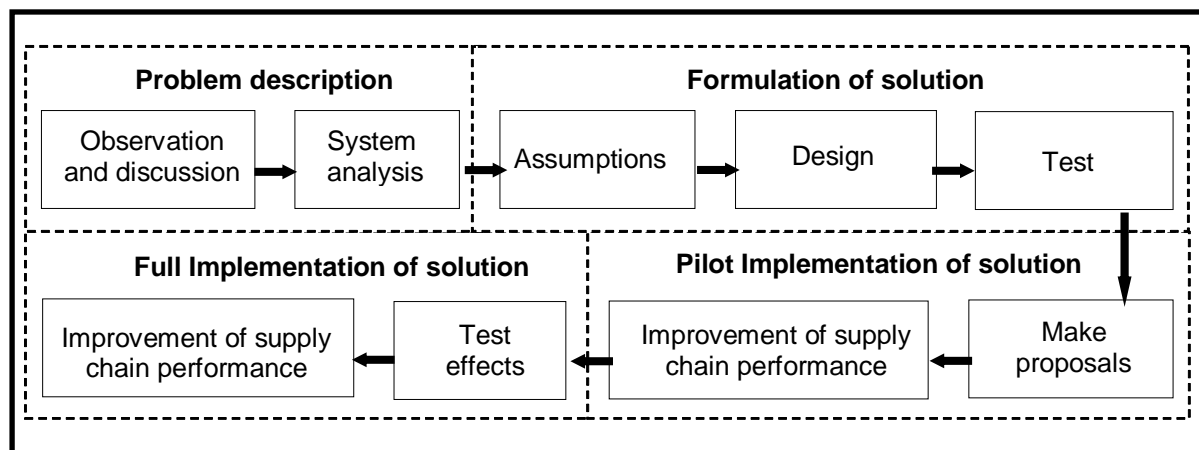 Problem description
Observation
and discussion
System
analysis
Formulation of solution
Assumptions
Design
Test
Pilot Implementation of solution
Make
proposals
Improvement of supply
chain performance
Full Implementation of solution
Test
effects
Improvement of supply
chain performance